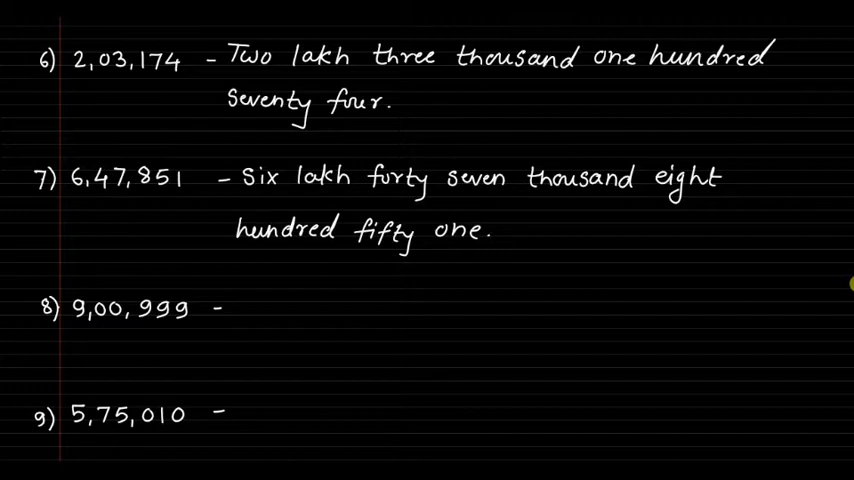 6) 2,03,174 - Two lakh three thousand one hundred
seventy four.
7) 6,47,851 - Six lakh forty seven thousand eight
hundred fifty one.
8) 9,00,999 -
9) 5,75,010 -